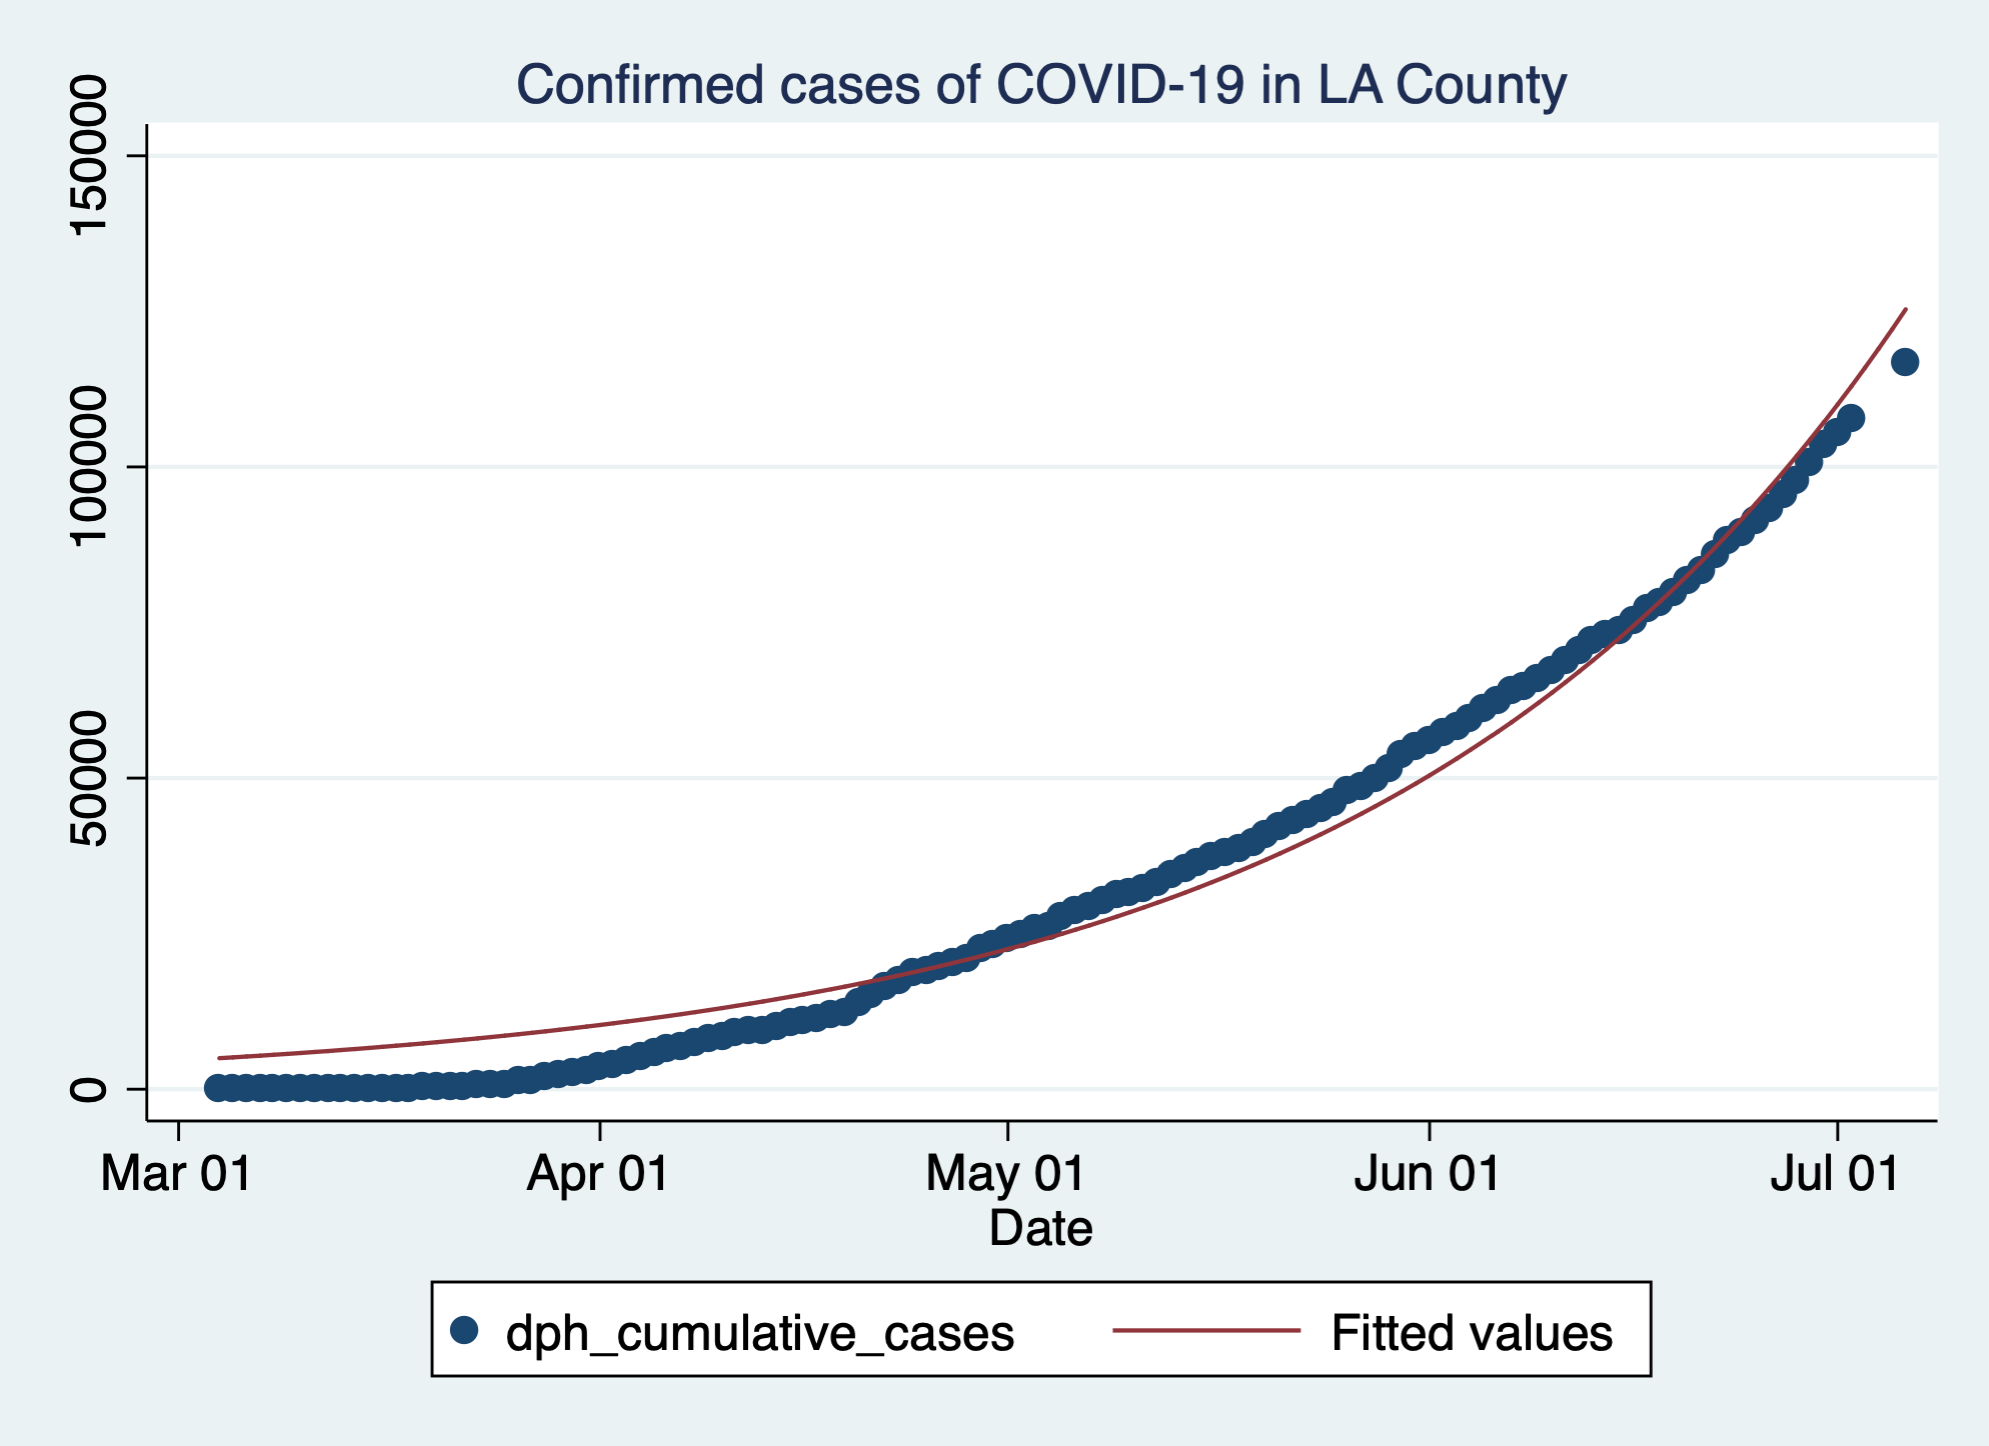 Confirmed cases of COVID-19 in LA County
150000
100000
50000
0
Mar 01 Apr 01 May 01 Jun 01 Jul 01
Date
dph_cumulative_cases Fitted values